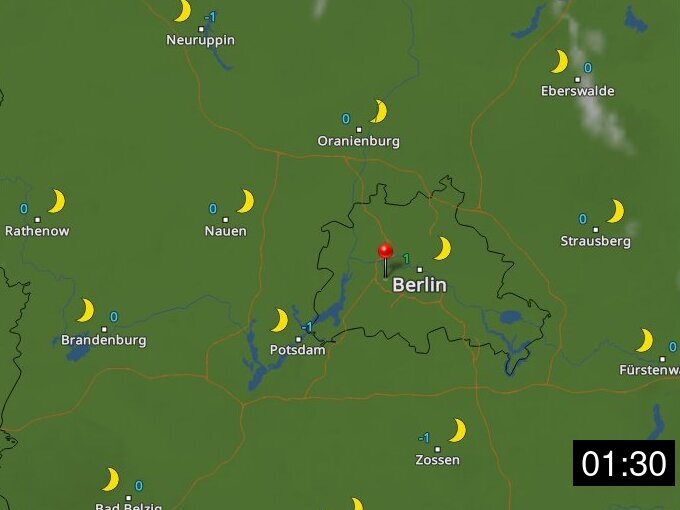 -1
Neuruppin
0
Eberswalde
0
Oranienburg
0
Rathenow
0
Nauen
0
Strausberg
1
Berlin
0
Brandenburg
-1
Potsdam
0
Fürstenwa
-1
Zossen
01:30
0
Bad Belzig